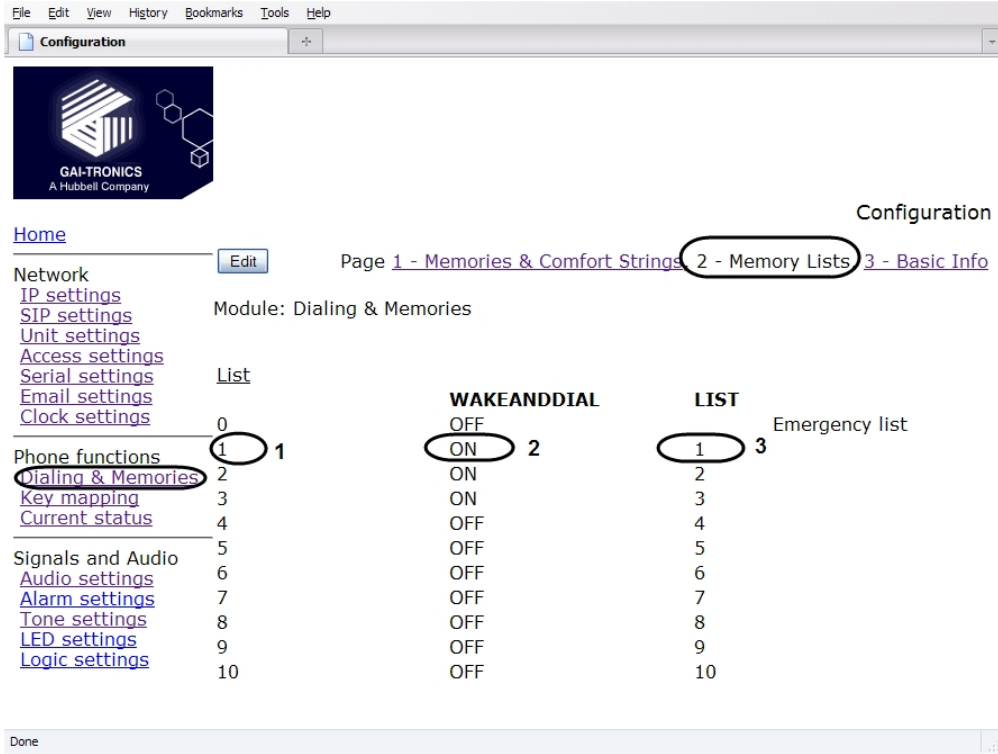 File Edit View History Bookmarks Tools Help
Configuration
GAI-TRONICS
A Hubbell Company
Configuration
Home
Edit Page 1 - Memories & Comfort Strings, 2 - Memory Lists, 3 - Basic Info
Network
IP settings
SIP settings
Unit settings
Access settings
Serial settings
Email settings
Clock settings
Phone functions
Dialing & Memories
Key mapping
Current status
Signals and Audio
Audio settings
Alarm settings
Tone settings
LED settings
Logic settings
Module: Dialing & Memories
List
WAKEANDDIAL LIST
0 OFF Emergency list
1 1 ON 2 1 3
2 ON 2
3 ON 3
4 OFF 4
5 OFF 5
6 OFF 6
7 OFF 7
8 OFF 8
9 OFF 9
10 OFF 10
Done